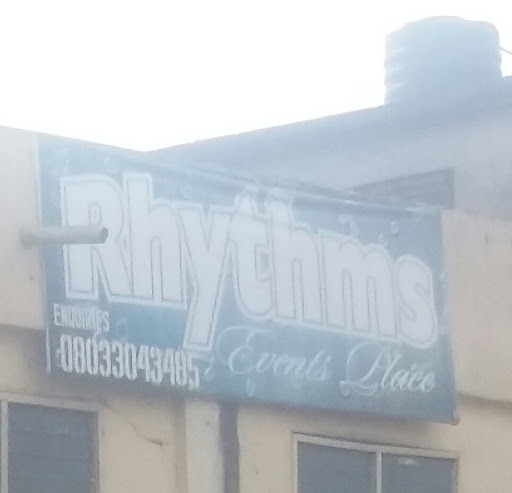 Rhythms
Events Place
ENQUIRIES
08033043485